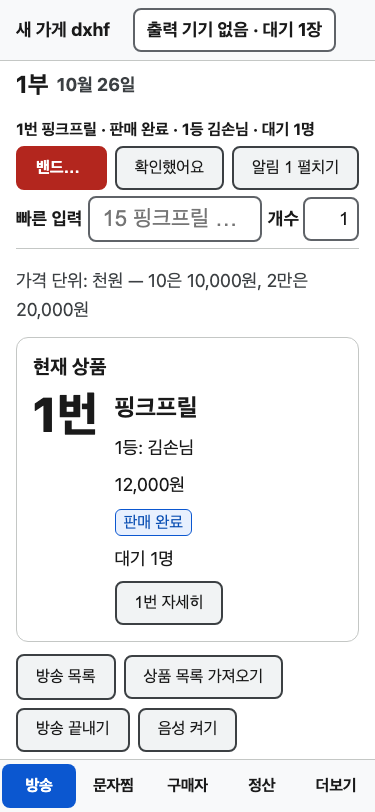 새 가게 dxhf
출력 기기 없음 · 대기 1장
1부 10월 26일
1번 핑크프릴 · 판매 완료 · 1등 김손님 · 대기 1명
밴드…
확인했어요
알림 1 펼치기
빠른 입력
15 핑크프릴 …
개수
1
가격 단위: 천원 — 10은 10,000원, 2만은
20,000원
현재 상품
1번
핑크프릴
1등: 김손님
12,000원
판매 완료
대기 1명
1번 자세히
방송 목록
상품 목록 가져오기
방송 끝내기
음성 켜기
방송
문자찜
구매자
정산
더보기